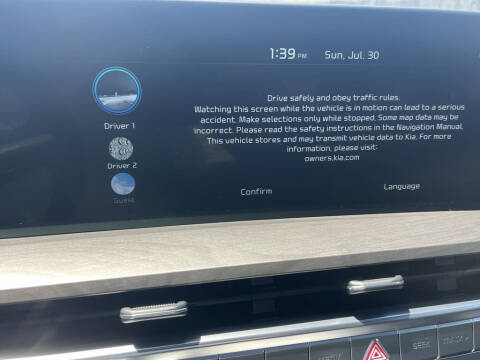 1:39 PM Sun, Jul. 30
Drive safely and obey traffic rules.
Watching this screen while the vehicle is in motion can lead to a serious
accident. Make selections only while stopped. Some map data may be
incorrect. Please read the safety instructions in the Navigation Manual.
This vehicle stores and may transmit vehicle data to Kia. For more
information, please visit:
owners.kia.com
Driver 1
Driver 2
Guest
Confirm
Language
SEEK